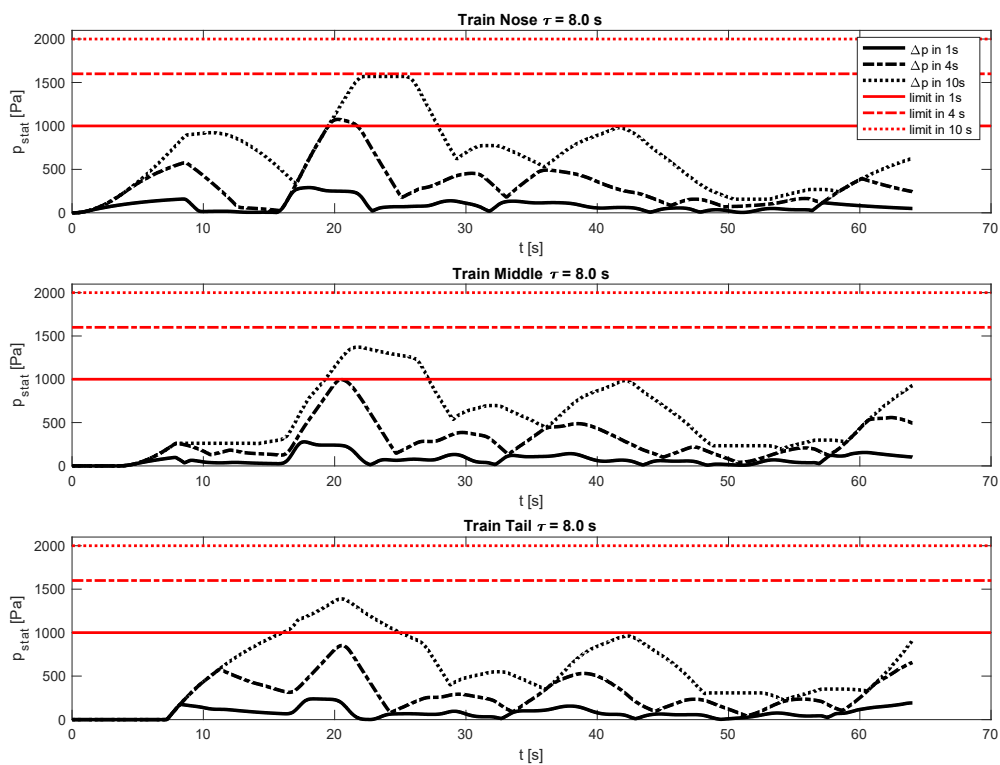 Train Nose τ = 8.0 s
2000
1500
1000
500
0
p_stat [Pa]
0 10 20 30 40 50 60 70
t [s]
Δp in 1s
Δp in 4s
Δp in 10s
limit in 1s
limit in 4 s
limit in 10 s
Train Middle τ = 8.0 s
2000
1500
1000
500
0
p_stat [Pa]
0 10 20 30 40 50 60 70
t [s]
Train Tail τ = 8.0 s
2000
1500
1000
500
0
p_stat [Pa]
0 10 20 30 40 50 60 70
t [s]